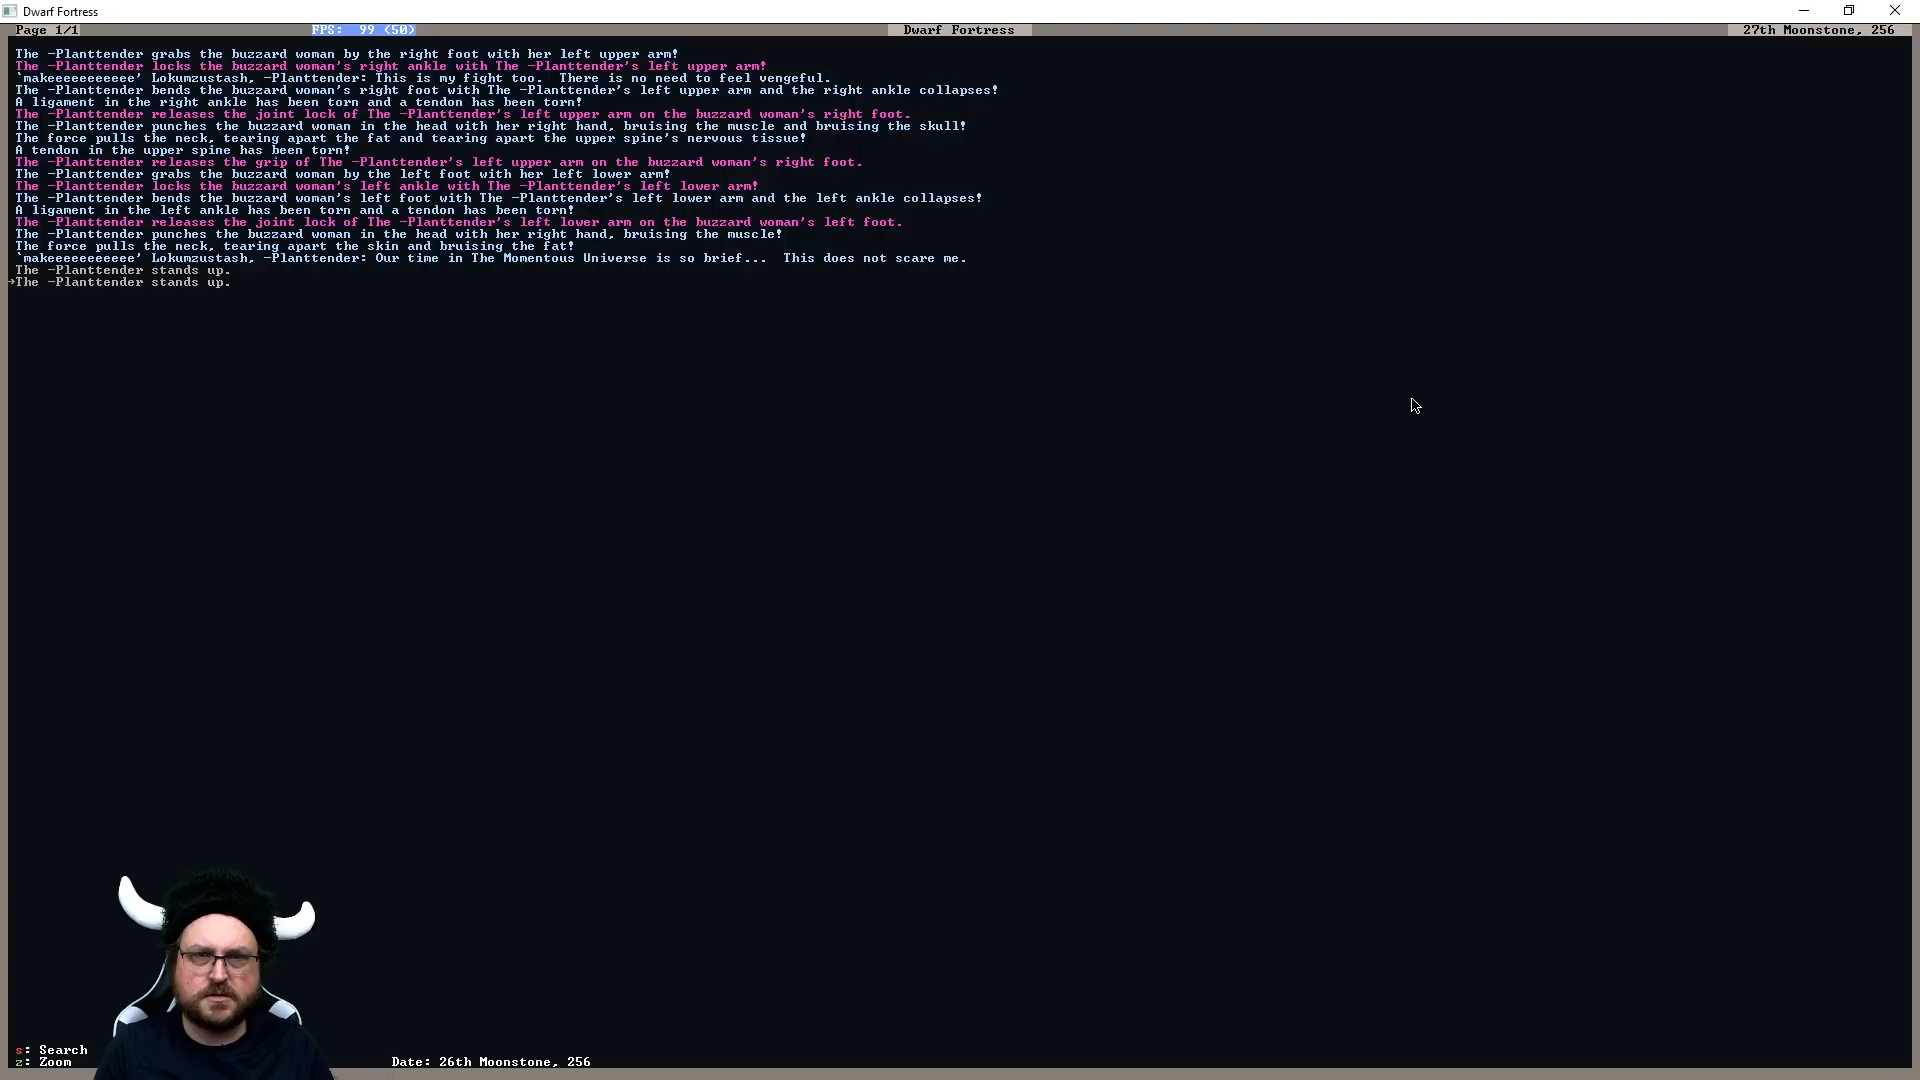 Dwarf Fortress
Page 1/1 FPS: 99 (50) Dwarf Fortress 27th Moonstone, 256
The -Planttender grabs the buzzard woman by the right foot with her left upper arm!
The -Planttender locks the buzzard woman's right ankle with The -Planttender's left upper arm!
`makeeeeeeeeeee' Lokumzustash, -Planttender: This is my fight too.  There is no need to feel vengeful.
The -Planttender bends the buzzard woman's right foot with The -Planttender's left upper arm and the right ankle collapses!
A ligament in the right ankle has been torn and a tendon has been torn!
The -Planttender releases the joint lock of The -Planttender's left upper arm on the buzzard woman's right foot.
The -Planttender punches the buzzard woman in the head with her right hand, bruising the muscle and bruising the skull!
The force pulls the neck, tearing apart the fat and tearing apart the upper spine's nervous tissue!
A tendon in the upper spine has been torn!
The -Planttender releases the grip of The -Planttender's left upper arm on the buzzard woman's right foot.
The -Planttender grabs the buzzard woman by the left foot with her left lower arm!
The -Planttender locks the buzzard woman's left ankle with The -Planttender's left lower arm!
The -Planttender bends the buzzard woman's left foot with The -Planttender's left lower arm and the left ankle collapses!
A ligament in the left ankle has been torn and a tendon has been torn!
The -Planttender releases the joint lock of The -Planttender's left lower arm on the buzzard woman's left foot.
The -Planttender punches the buzzard woman in the head with her right hand, bruising the muscle!
The force pulls the neck, tearing apart the skin and bruising the fat!
`makeeeeeeeeeee' Lokumzustash, -Planttender: Our time in The Momentous Universe is so brief...  This does not scare me.
The -Planttender stands up.
→The -Planttender stands up.
s: Search
z: Zoom Date: 26th Moonstone, 256